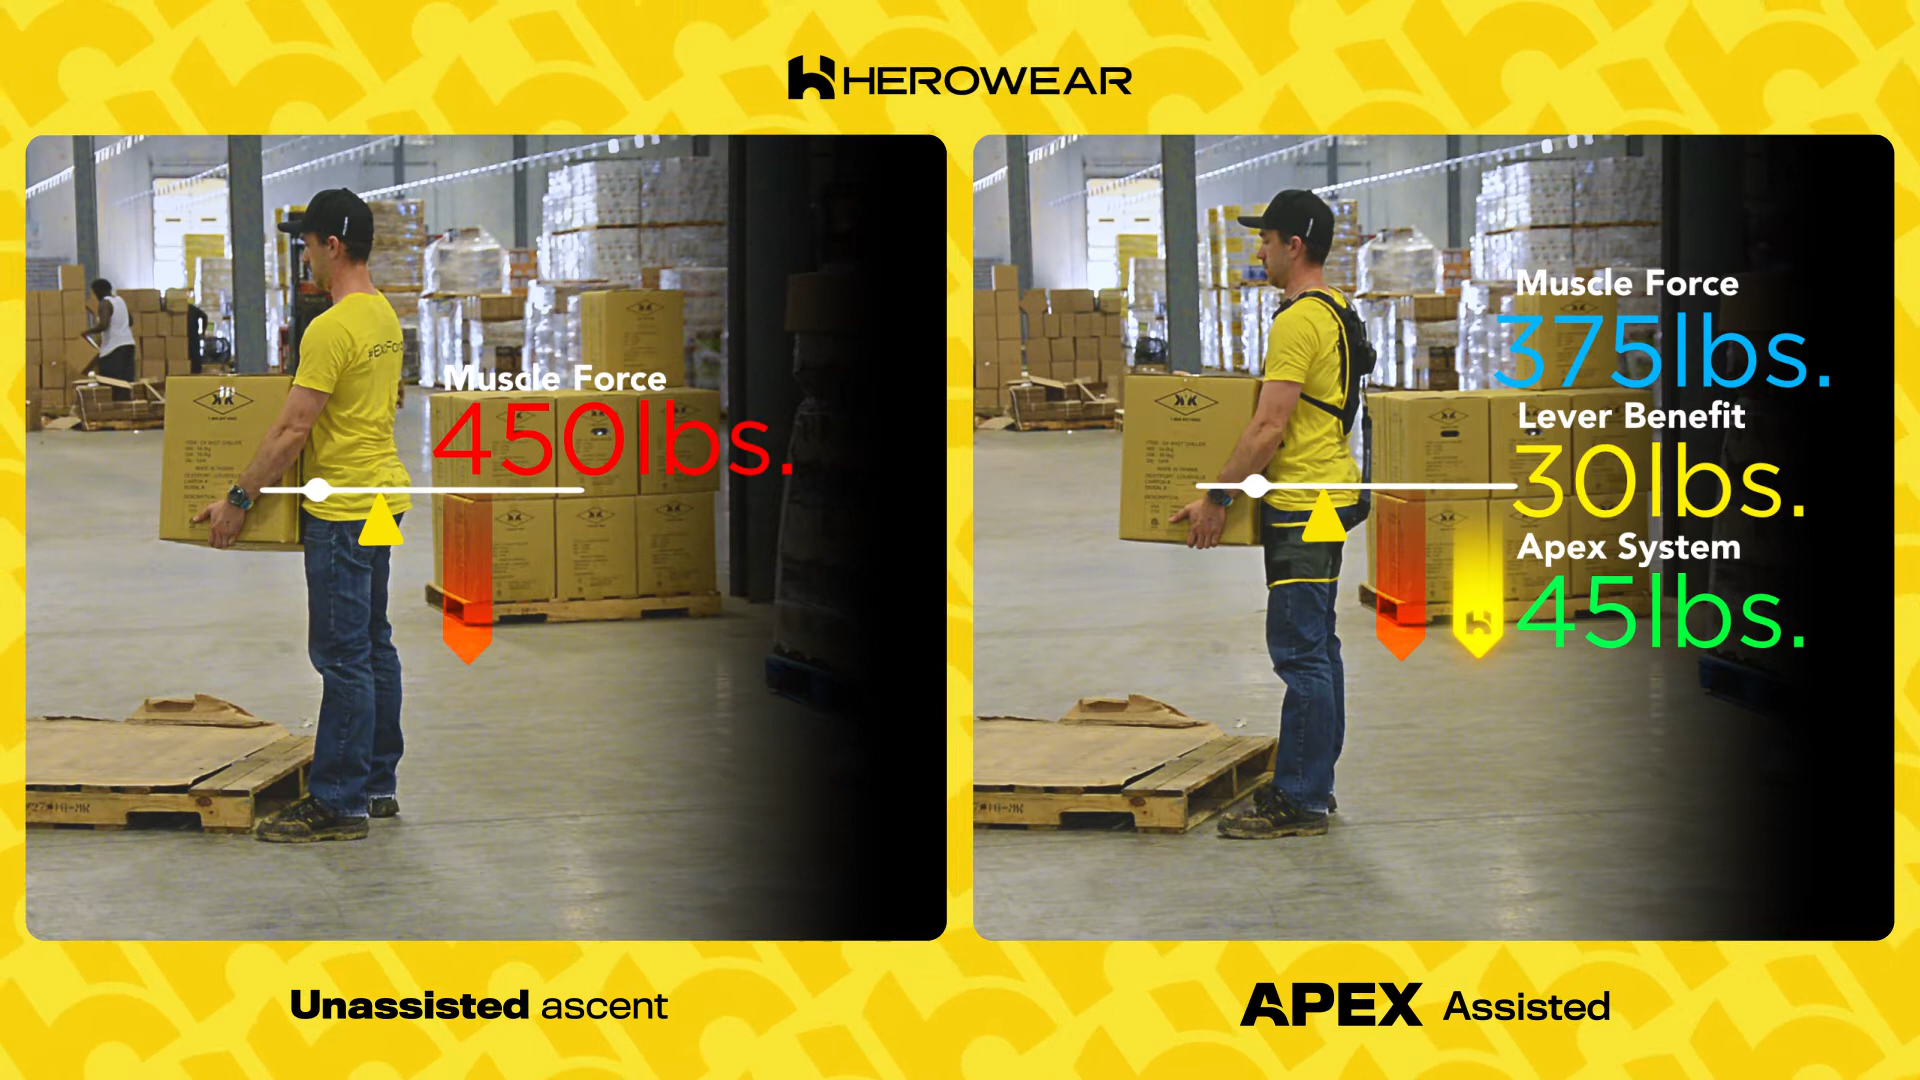 HEROWEAR
Muscle Force
450lbs.
Muscle Force
375lbs.
Lever Benefit
30lbs.
Apex System
45lbs.
Unassisted ascent
APEX Assisted